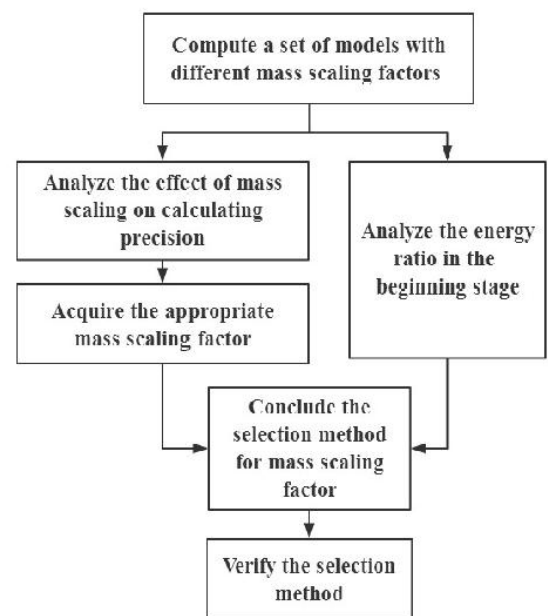 Compute a set of models with
different mass scaling factors
Analyze the effect of mass
scaling on calculating
precision
Acquire the appropriate
mass scaling factor
Analyze the energy
ratio in the
beginning stage
Conclude the
selection method
for mass scaling
factor
Verify the selection
method